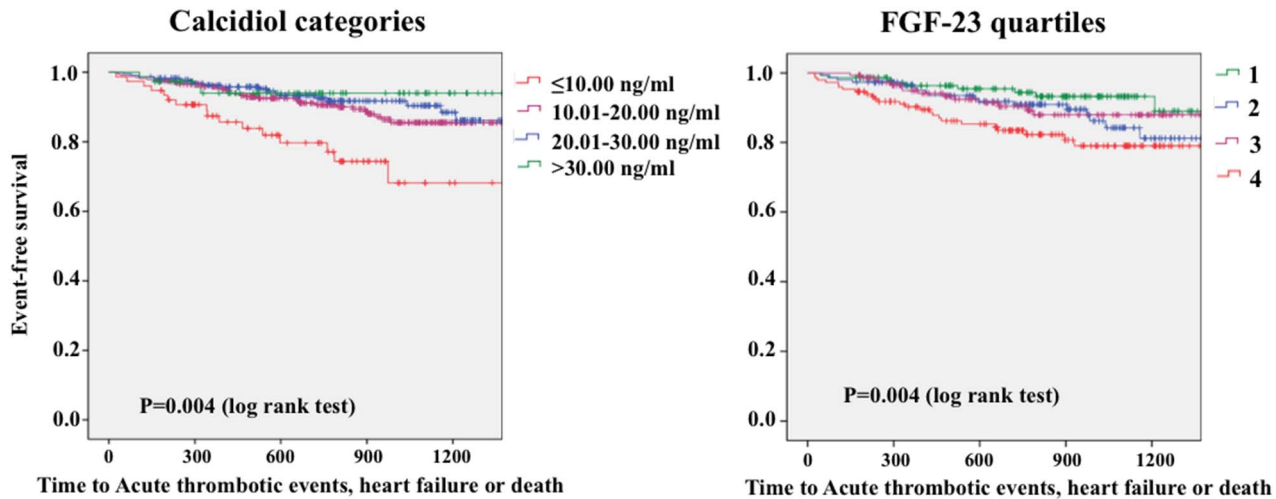 Calcidiol categories
Event-free survival
1.0
0.8
0.6
0.4
0.2
0.0
P=0.004 (log rank test)
0 300 600 900 1200
Time to Acute thrombotic events, heart failure or death
≤10.00 ng/ml
10.01-20.00 ng/ml
20.01-30.00 ng/ml
>30.00 ng/ml
FGF-23 quartiles
1.0
0.8
0.6
0.4
0.2
0.0
P=0.004 (log rank test)
0 300 600 900 1200
Time to Acute thrombotic events, heart failure or death
1
2
3
4